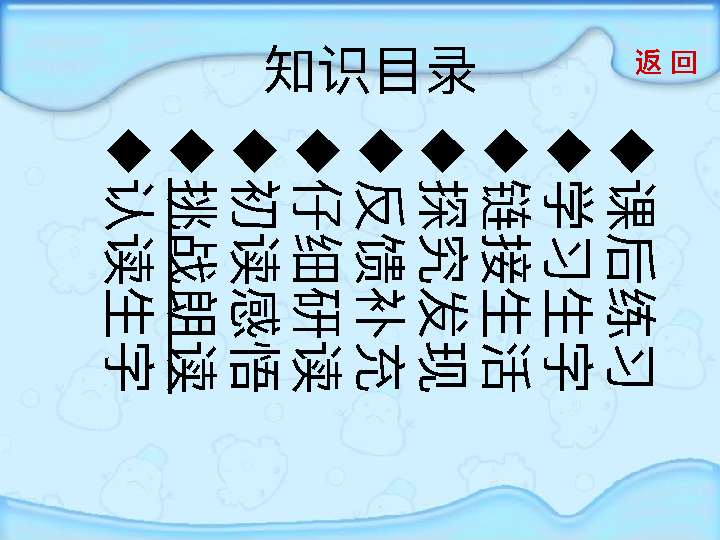 知识目录
返回
◆认读生字
◆挑战朗读
◆初读感悟
◆仔细研读
◆反馈补充
◆探究发现
◆链接生活
◆学习生字
◆课后练习